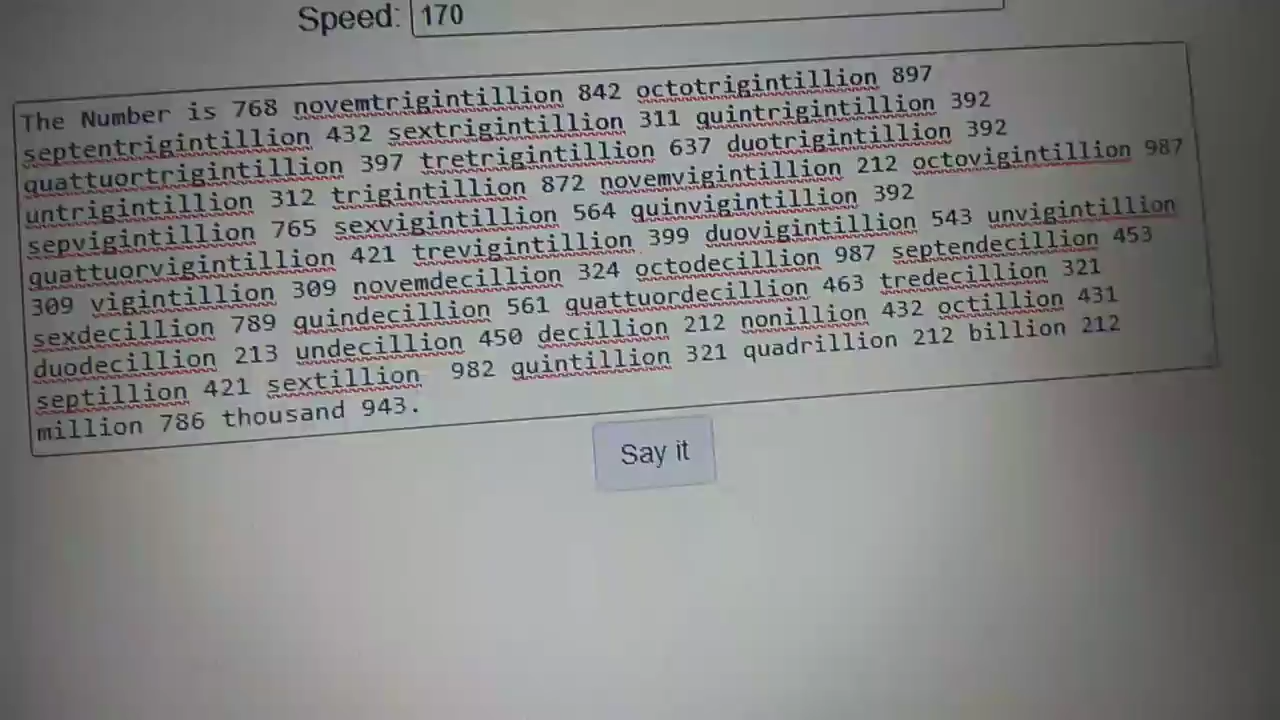 Speed: 170
The Number is 768 novemtrigintillion 842 octotrigintillion 897
septentrigintillion 432 sextrigintillion 311 quintrigintillion 392
quattuortrigintillion 397 tretrigintillion 637 duotrigintillion 392
untrigintillion 312 trigintillion 872 novemvigintillion 212 octovigintillion 987
sepvigintillion 765 sexvigintillion 564 quinvigintillion 392
quattuorvigintillion 421 trevigintillion 399 duovigintillion 543 unvigintillion
309 vigintillion 309 novemdecillion 324 octodecillion 987 septendecillion 453
sexdecillion 789 quindecillion 561 quattuordecillion 463 tredecillion 321
duodecillion 213 undecillion 450 decillion 212 nonillion 432 octillion 431
septillion 421 sextillion 982 quintillion 321 quadrillion 212 billion 212
million 786 thousand 943.
Say it